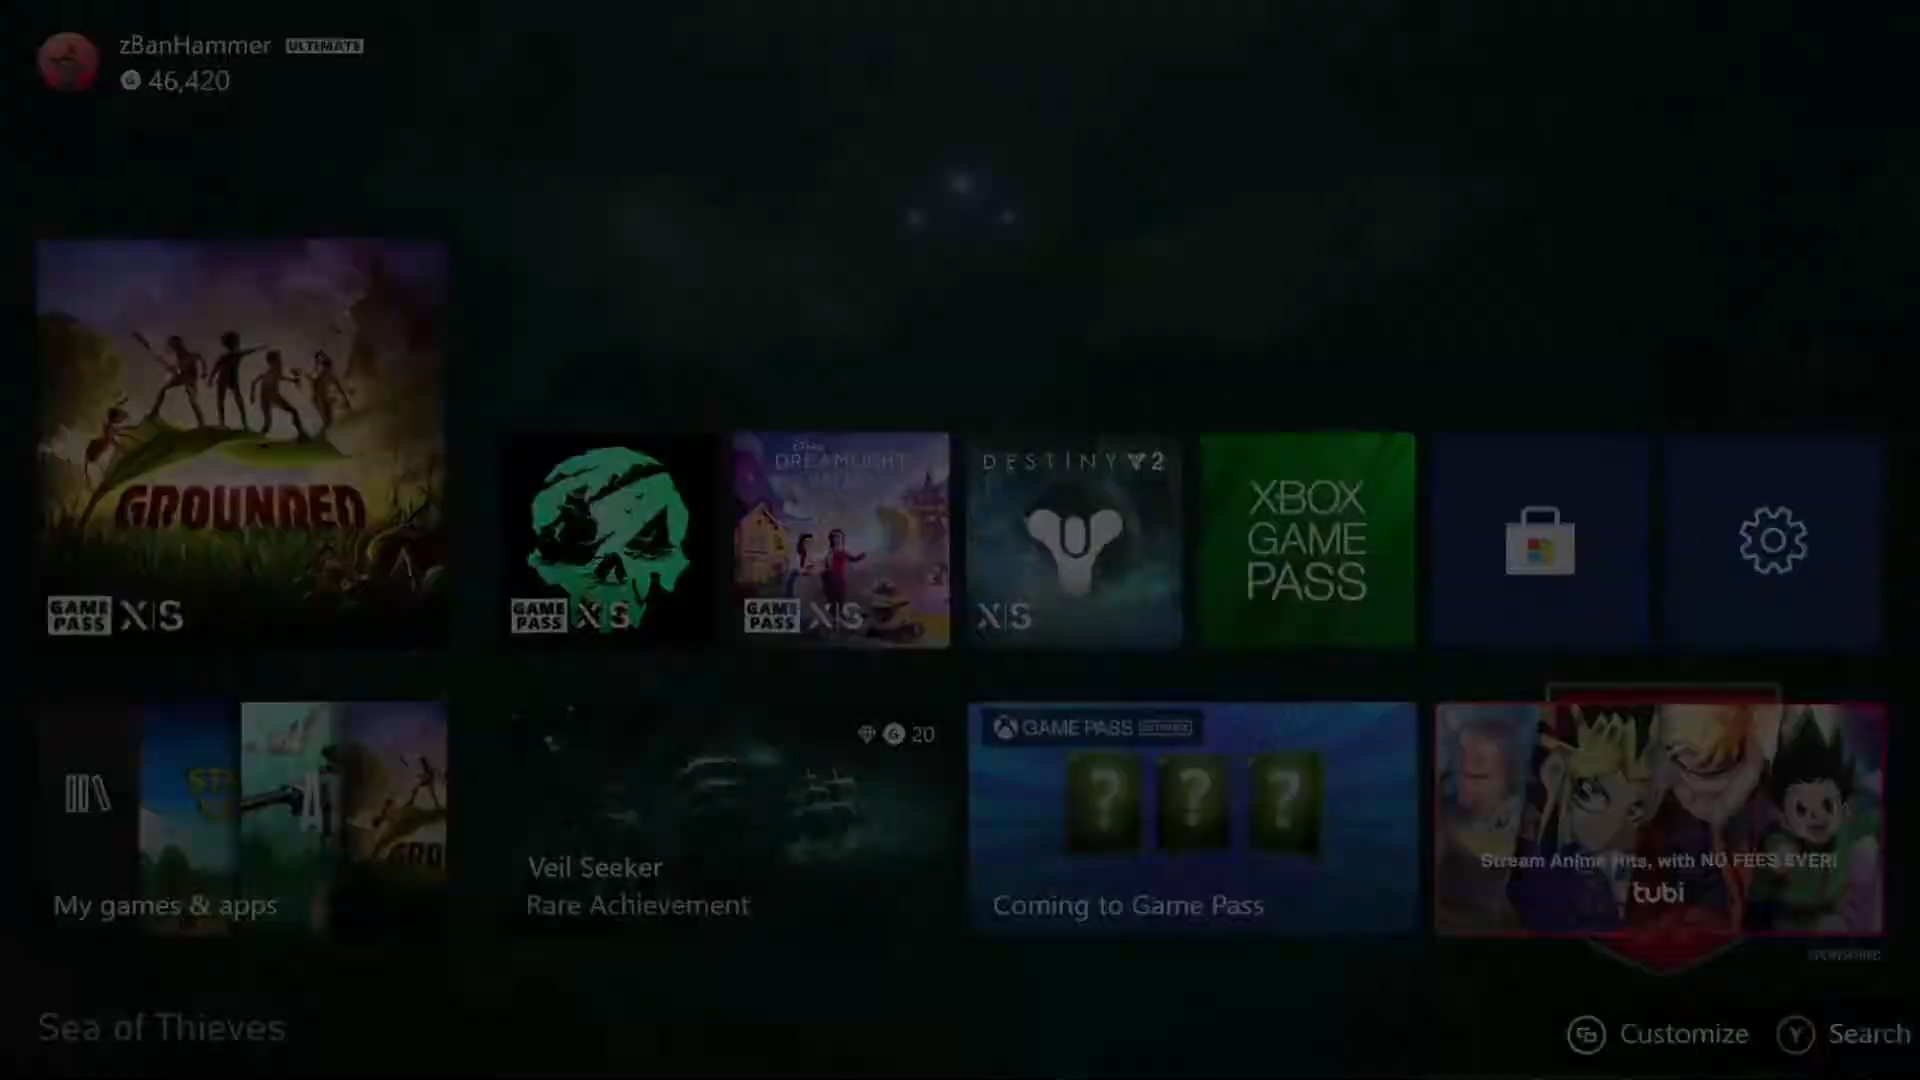 zBanHammer ULTIMATE
G 46,420
GROUNDED
GAME PASS X|S
GAME PASS X|S
DREAMLIGHT
GAME PASS X|S
DESTINY 2
X|S
XBOX
GAME
PASS
My games & apps
G 20
Veil Seeker
Rare Achievement
GAME PASS ULTIMATE
? ? ?
Coming to Game Pass
Stream Anime Hits, with NO FEES EVER!
tubi
SPONSORED
Sea of Thieves
Customize
Y Search